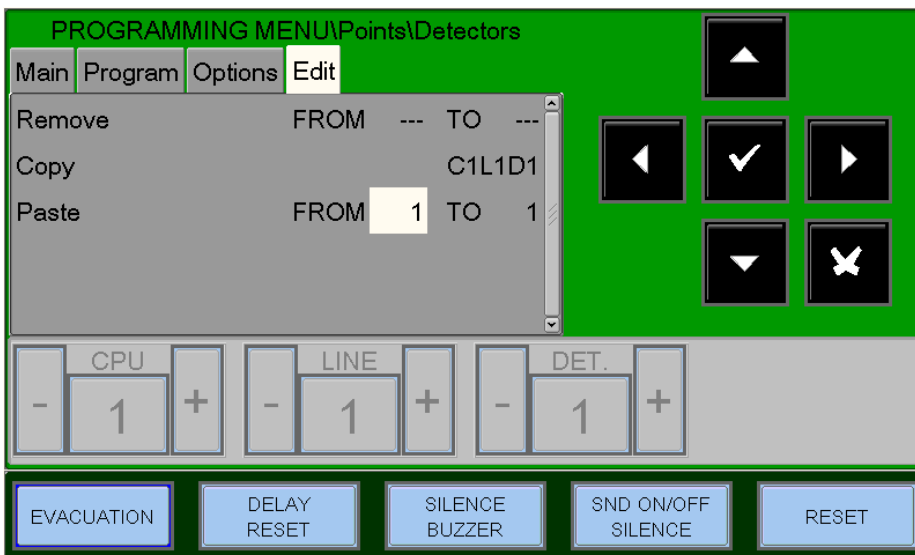 PROGRAMMING MENU\Points\Detectors
Main Program Options Edit
Remove FROM --- TO ---
Copy C1L1D1
Paste FROM 1 TO 1
CPU LINE DET.
- 1 + - 1 + - 1 +
EVACUATION DELAY RESET SILENCE BUZZER SND ON/OFF SILENCE RESET